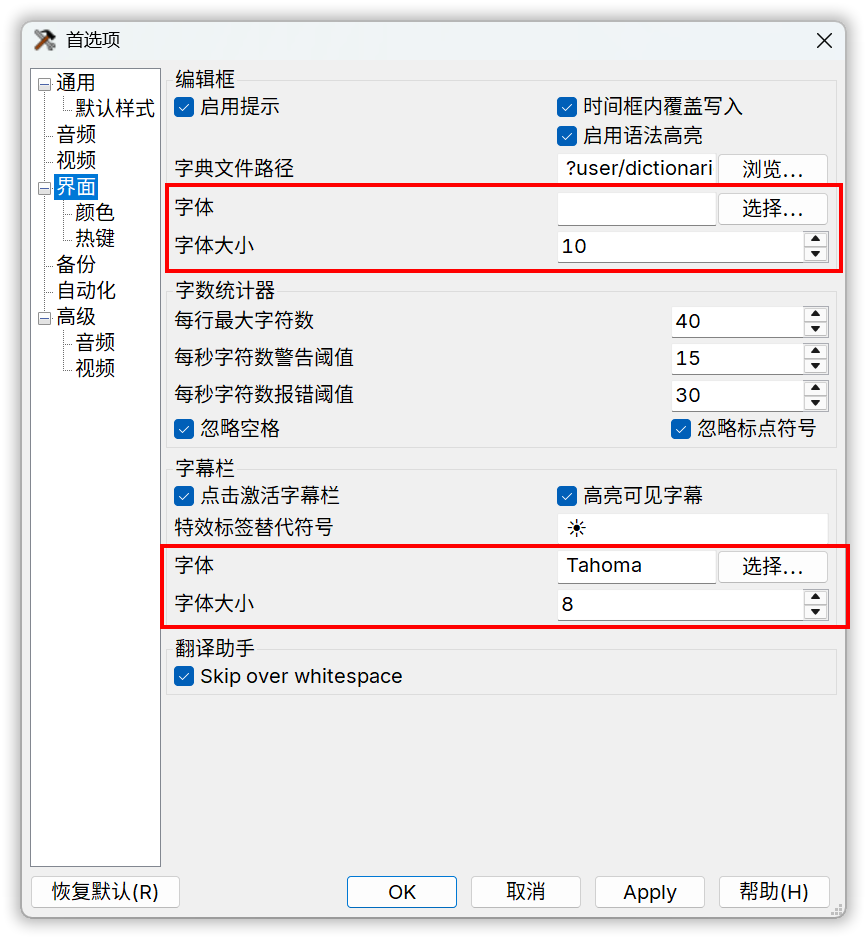 首选项
通用
默认样式
音频
视频
界面
颜色
热键
备份
自动化
高级
音频
视频
编辑框
启用提示
时间框内覆盖写入
启用语法高亮
字典文件路径
?user/dictionari
浏览...
字体
选择...
字体大小
10
字数统计器
每行最大字符数
40
每秒字符数警告阈值
15
每秒字符数报错阈值
30
忽略空格
忽略标点符号
字幕栏
点击激活字幕栏
高亮可见字幕
特效标签替代符号
☀
字体
Tahoma
选择...
字体大小
8
翻译助手
Skip over whitespace
恢复默认(R)
OK
取消
Apply
帮助(H)